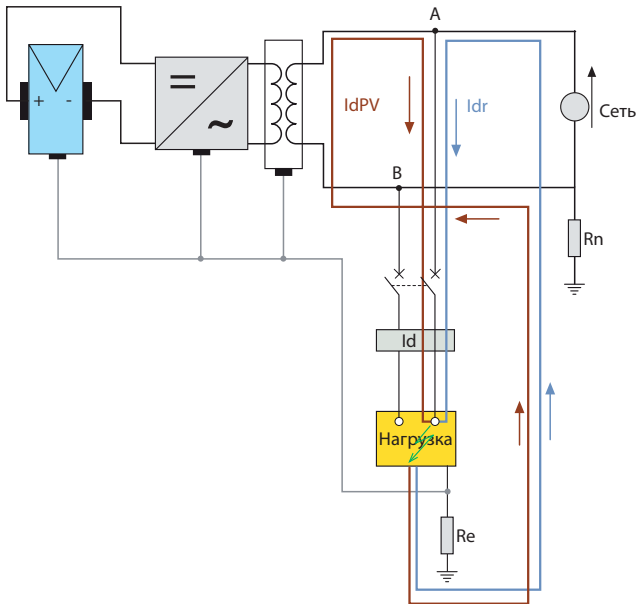 A
+ -
=
~
IdPV
Idr
Сеть
B
Rn
Id
Нагрузка
Re